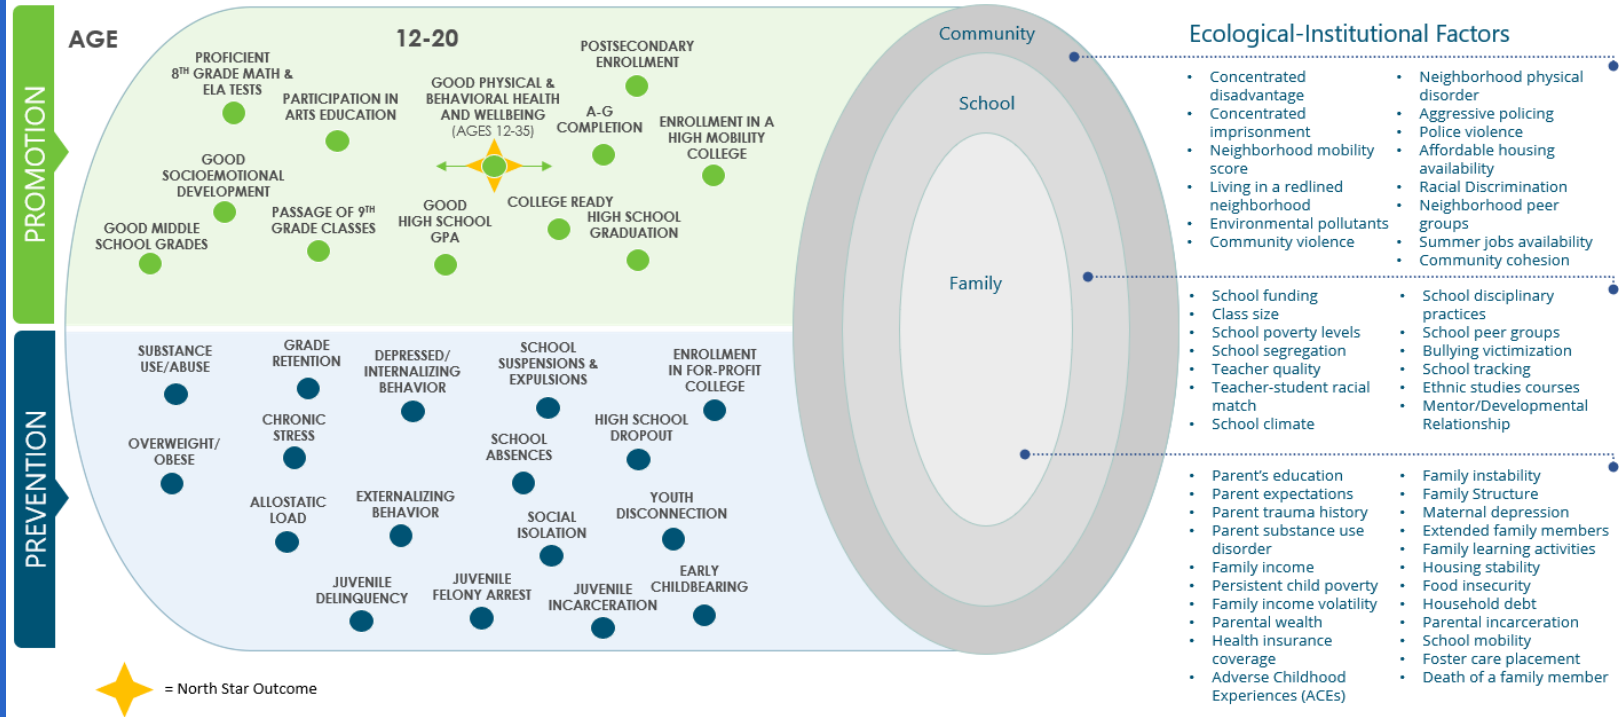 AGE
12-20
PROMOTION
PROFICIENT
8TH GRADE MATH &
ELA TESTS
PARTICIPATION IN
ARTS EDUCATION
GOOD PHYSICAL &
BEHAVIORAL HEALTH
AND WELLBEING
(AGES 12-35)
POSTSECONDARY
ENROLLMENT
A-G
COMPLETION
ENROLLMENT IN A
HIGH MOBILITY
COLLEGE
GOOD
SOCIOEMOTIONAL
DEVELOPMENT
GOOD MIDDLE
SCHOOL GRADES
PASSAGE OF 9TH
GRADE CLASSES
GOOD
HIGH SCHOOL
GPA
COLLEGE READY
HIGH SCHOOL
GRADUATION
PREVENTION
SUBSTANCE
USE/ABUSE
GRADE
RETENTION
DEPRESSED/
INTERNALIZING
BEHAVIOR
SCHOOL
SUSPENSIONS &
EXPULSIONS
ENROLLMENT
IN FOR-PROFIT
COLLEGE
OVERWEIGHT/
OBESE
CHRONIC
STRESS
SCHOOL
ABSENCES
HIGH SCHOOL
DROPOUT
ALLOSTATIC
LOAD
EXTERNALIZING
BEHAVIOR
SOCIAL
ISOLATION
YOUTH
DISCONNECTION
JUVENILE
DELINQUENCY
JUVENILE
FELONY ARREST
JUVENILE
INCARCERATION
EARLY
CHILDBEARING
= North Star Outcome
Community
School
Family
Ecological-Institutional Factors
• Concentrated
disadvantage
• Concentrated
imprisonment
• Neighborhood mobility
score
• Living in a redlined
neighborhood
• Environmental pollutants
• Community violence
• Neighborhood physical
disorder
• Aggressive policing
• Police violence
• Affordable housing
availability
• Racial Discrimination
• Neighborhood peer
groups
• Summer jobs availability
• Community cohesion
• School funding
• Class size
• School poverty levels
• School segregation
• Teacher quality
• Teacher-student racial
match
• School climate
• School disciplinary
practices
• School peer groups
• Bullying victimization
• School tracking
• Ethnic studies courses
• Mentor/Developmental
Relationship
• Parent's education
• Parent expectations
• Parent trauma history
• Parent substance use
disorder
• Family income
• Persistent child poverty
• Family income volatility
• Parental wealth
• Health insurance
coverage
• Adverse Childhood
Experiences (ACEs)
• Family instability
• Family Structure
• Maternal depression
• Extended family members
• Family learning activities
• Housing stability
• Food insecurity
• Household debt
• Parental incarceration
• School mobility
• Foster care placement
• Death of a family member